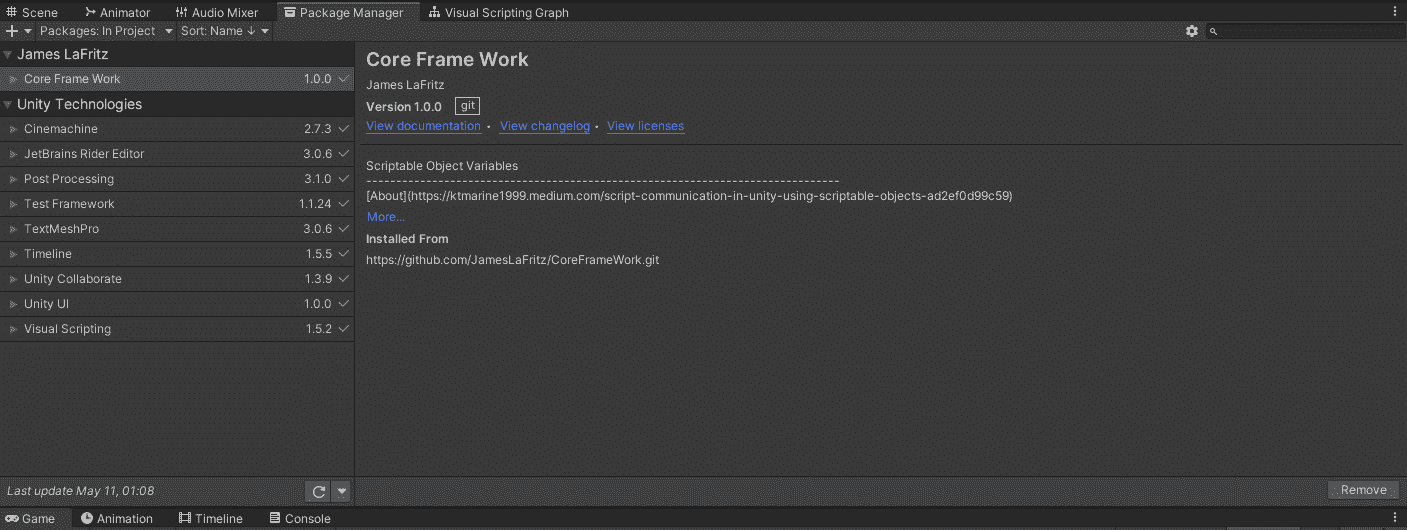 Scene Animator Audio Mixer Package Manager Visual Scripting Graph
+ Packages: In Project Sort: Name ↓
James LaFritz
Core Frame Work 1.0.0 ✓
Unity Technologies
Cinemachine 2.7.3 ✓
JetBrains Rider Editor 3.0.6 ✓
Post Processing 3.1.0 ✓
Test Framework 1.1.24 ✓
TextMeshPro 3.0.6 ✓
Timeline 1.5.5 ✓
Unity Collaborate 1.3.9 ✓
Unity UI 1.0.0 ✓
Visual Scripting 1.5.2 ✓
Last update May 11, 01:08
Core Frame Work
James LaFritz
Version 1.0.0 git
View documentation • View changelog • View licenses
Scriptable Object Variables
-------------------------------------------------------------------------------
[About](https://ktmarine1999.medium.com/script-communication-in-unity-using-scriptable-objects-ad2ef0d99c59)
More...
Installed From
https://github.com/JamesLaFritz/CoreFrameWork.git
Remove
Game Animation Timeline Console